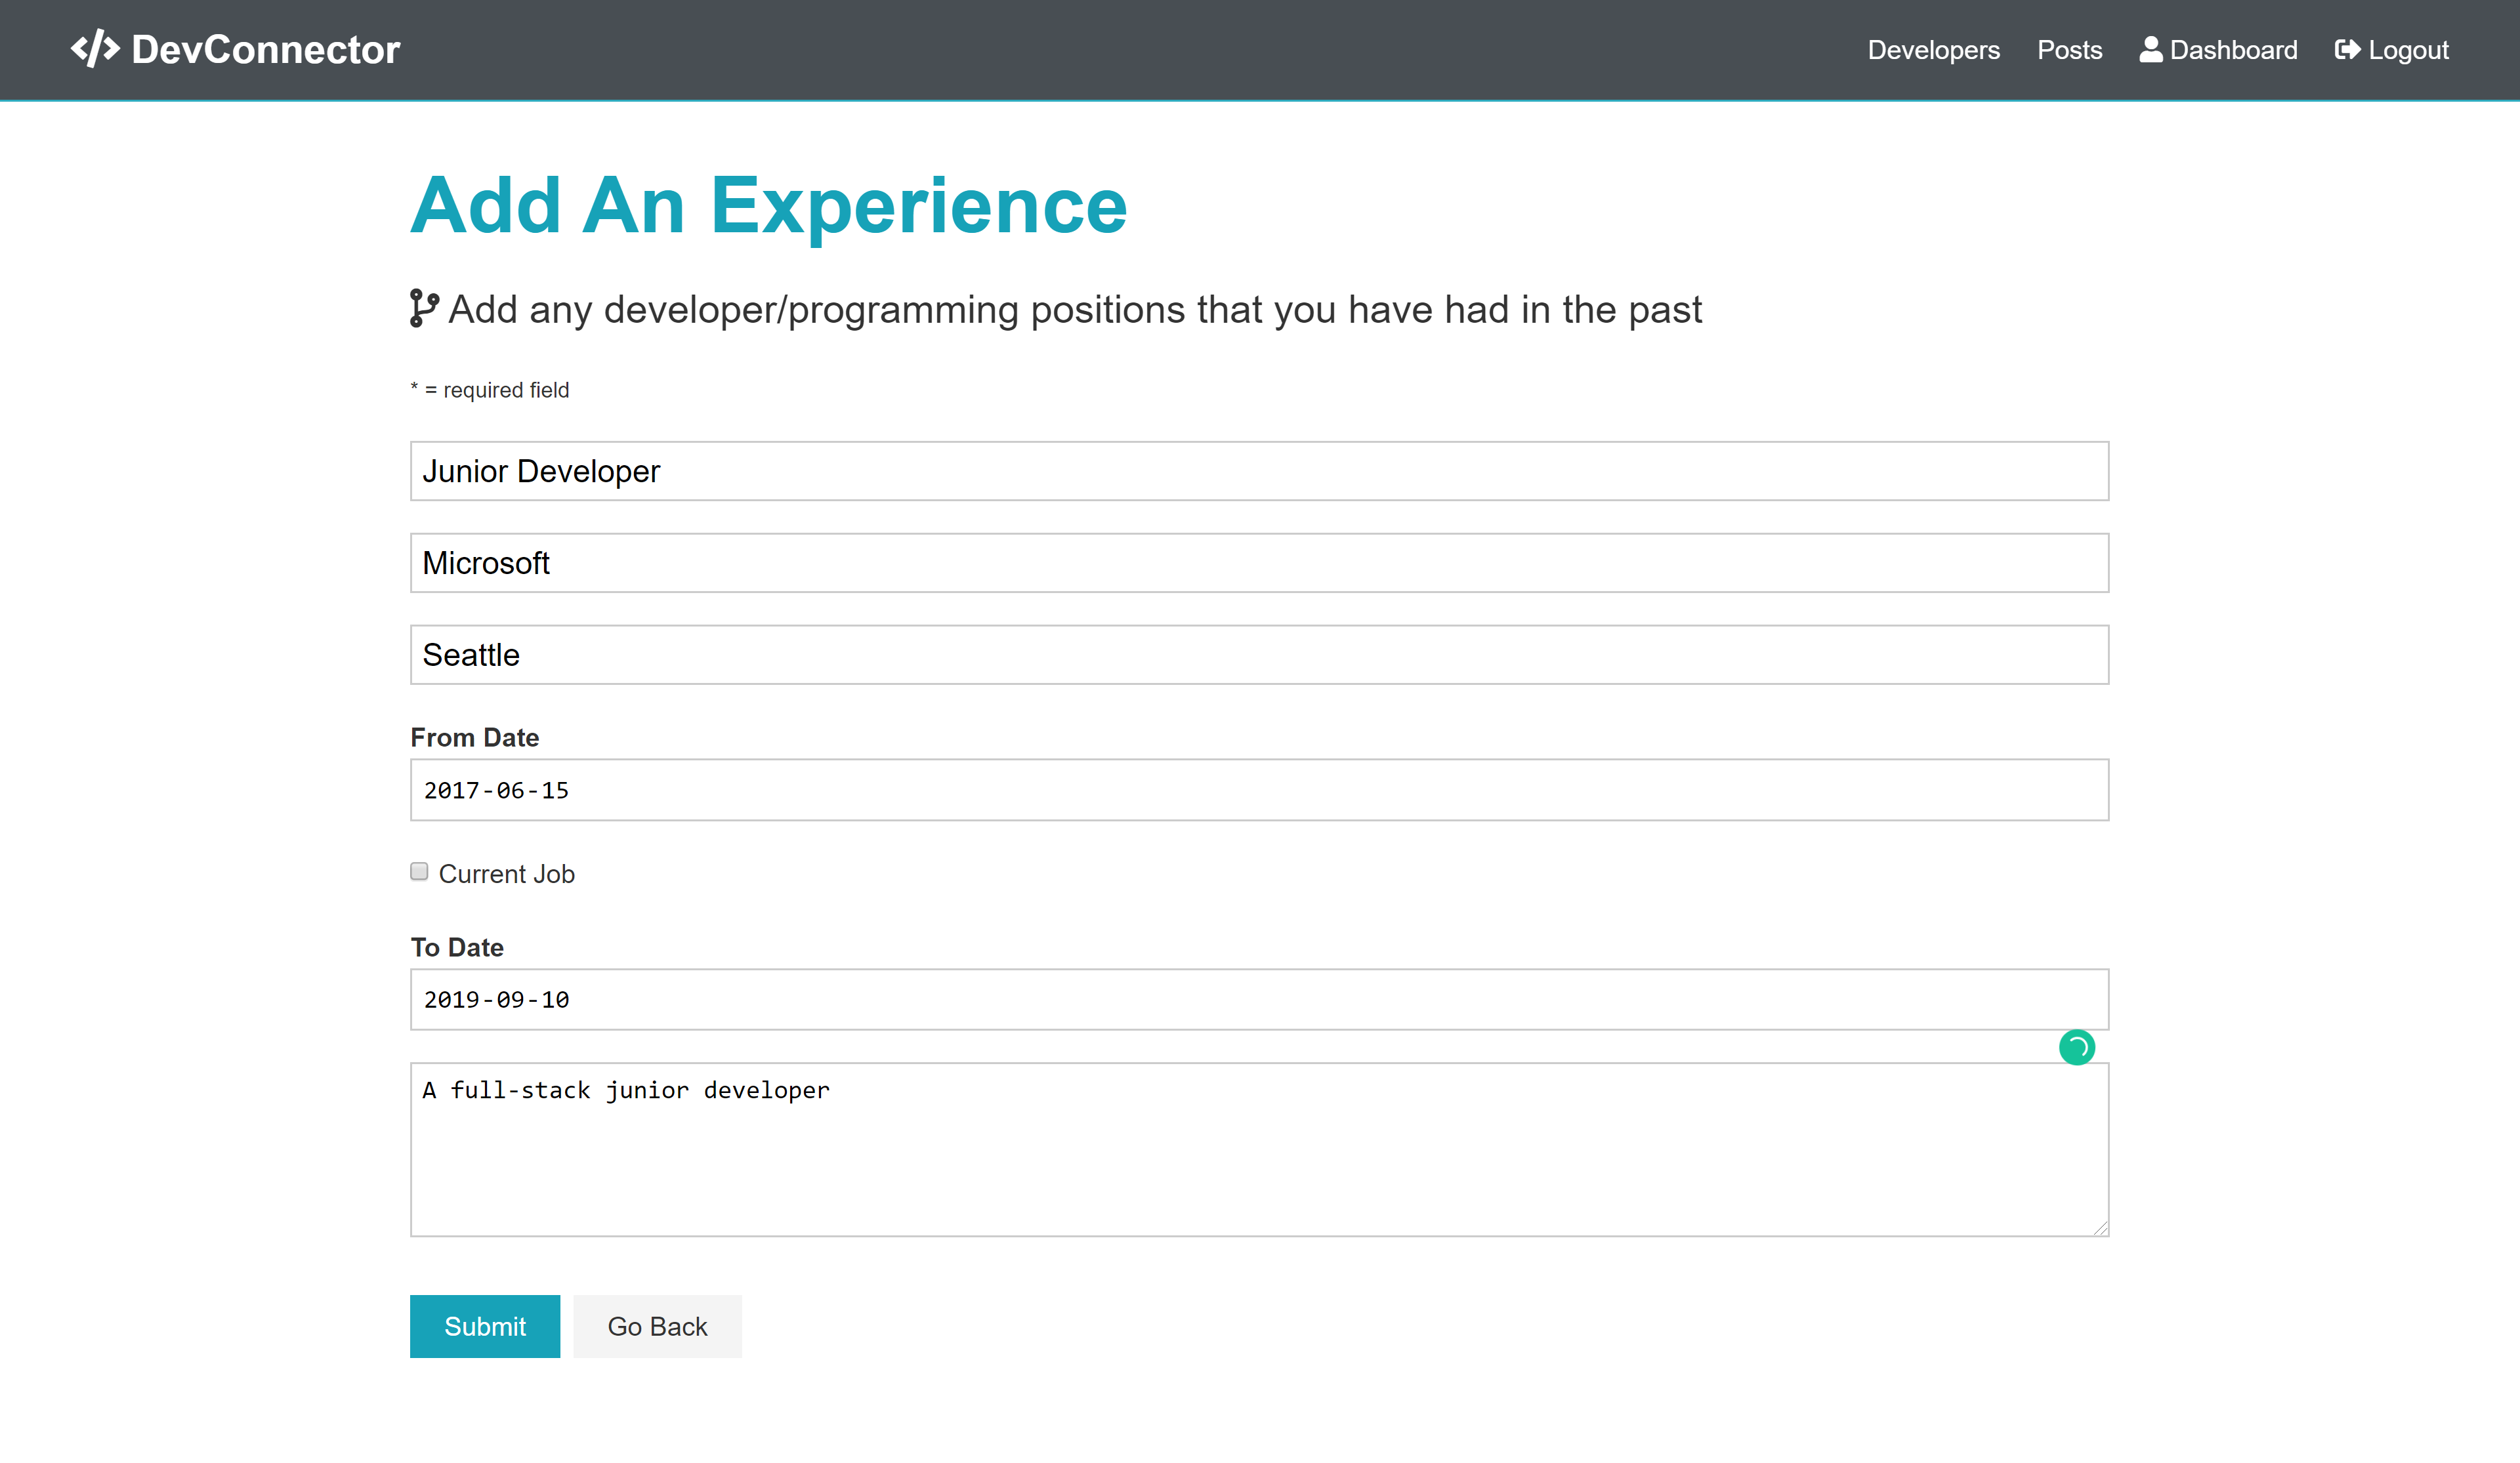 DevConnector
Developers Posts Dashboard Logout
Add An Experience
Add any developer/programming positions that you have had in the past
* = required field
Junior Developer
Microsoft
Seattle
From Date
2017-06-15
Current Job
To Date
2019-09-10
A full-stack junior developer
Submit Go Back